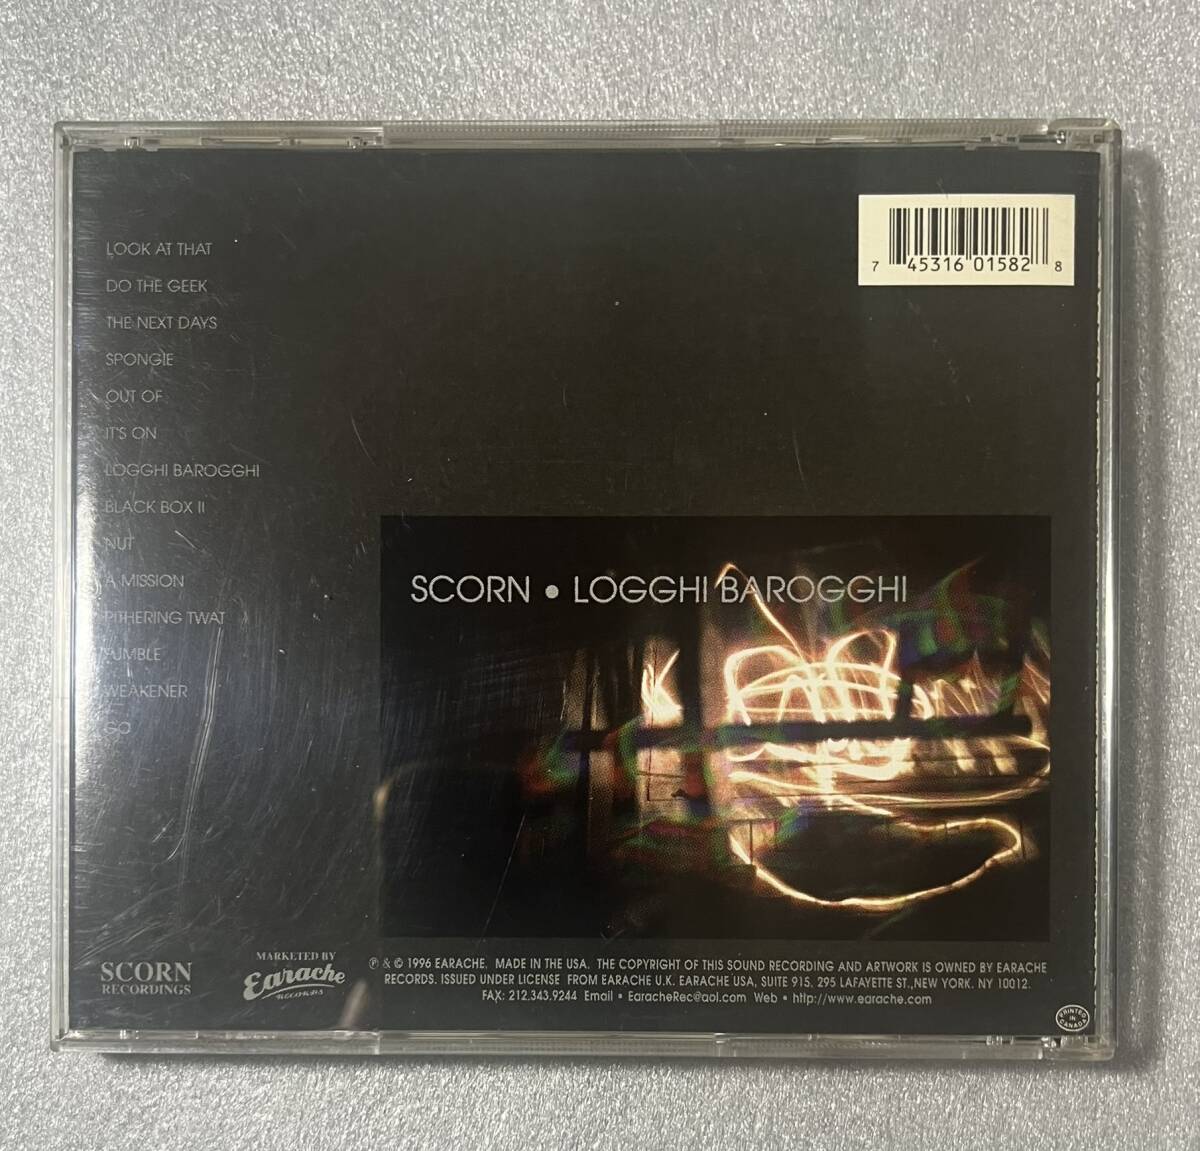 LOOK AT THAT
DO THE GEEK
THE NEXT DAYS
SPONGIE
OUT OF
IT'S ON
LOGGHI BAROGGHI
BLACK BOX II
NUT
A MISSION
PITHERING TWAT
FUMBLE
WEAKENER
GO
7 45316 01582 8
SCORN • LOGGHI BAROGGHI
SCORN
RECORDINGS
MARKETED BY
Earache
RECORDS
℗ & © 1996 EARACHE. MADE IN THE USA. THE COPYRIGHT OF THIS SOUND RECORDING AND ARTWORK IS OWNED BY EARACHE
RECORDS. ISSUED UNDER LICENSE FROM EARACHE U.K. EARACHE USA, SUITE 915, 295 LAFAYETTE ST.,NEW YORK. NY 10012.
FAX: 212.343.9244 Email • EaracheRec@aol.com Web • http://www.earache.com
PRINTED
IN
CANADA